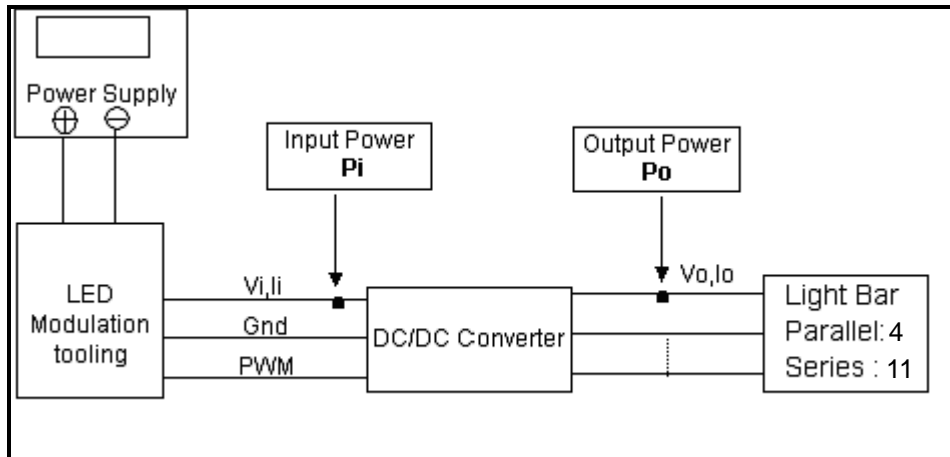 Power Supply
Input Power
Pi
Output Power
Po
LED
Modulation
tooling
Vi,Ii
Gnd
PWM
DC/DC Converter
Vo,Io
Light Bar
Parallel: 4
Series : 11